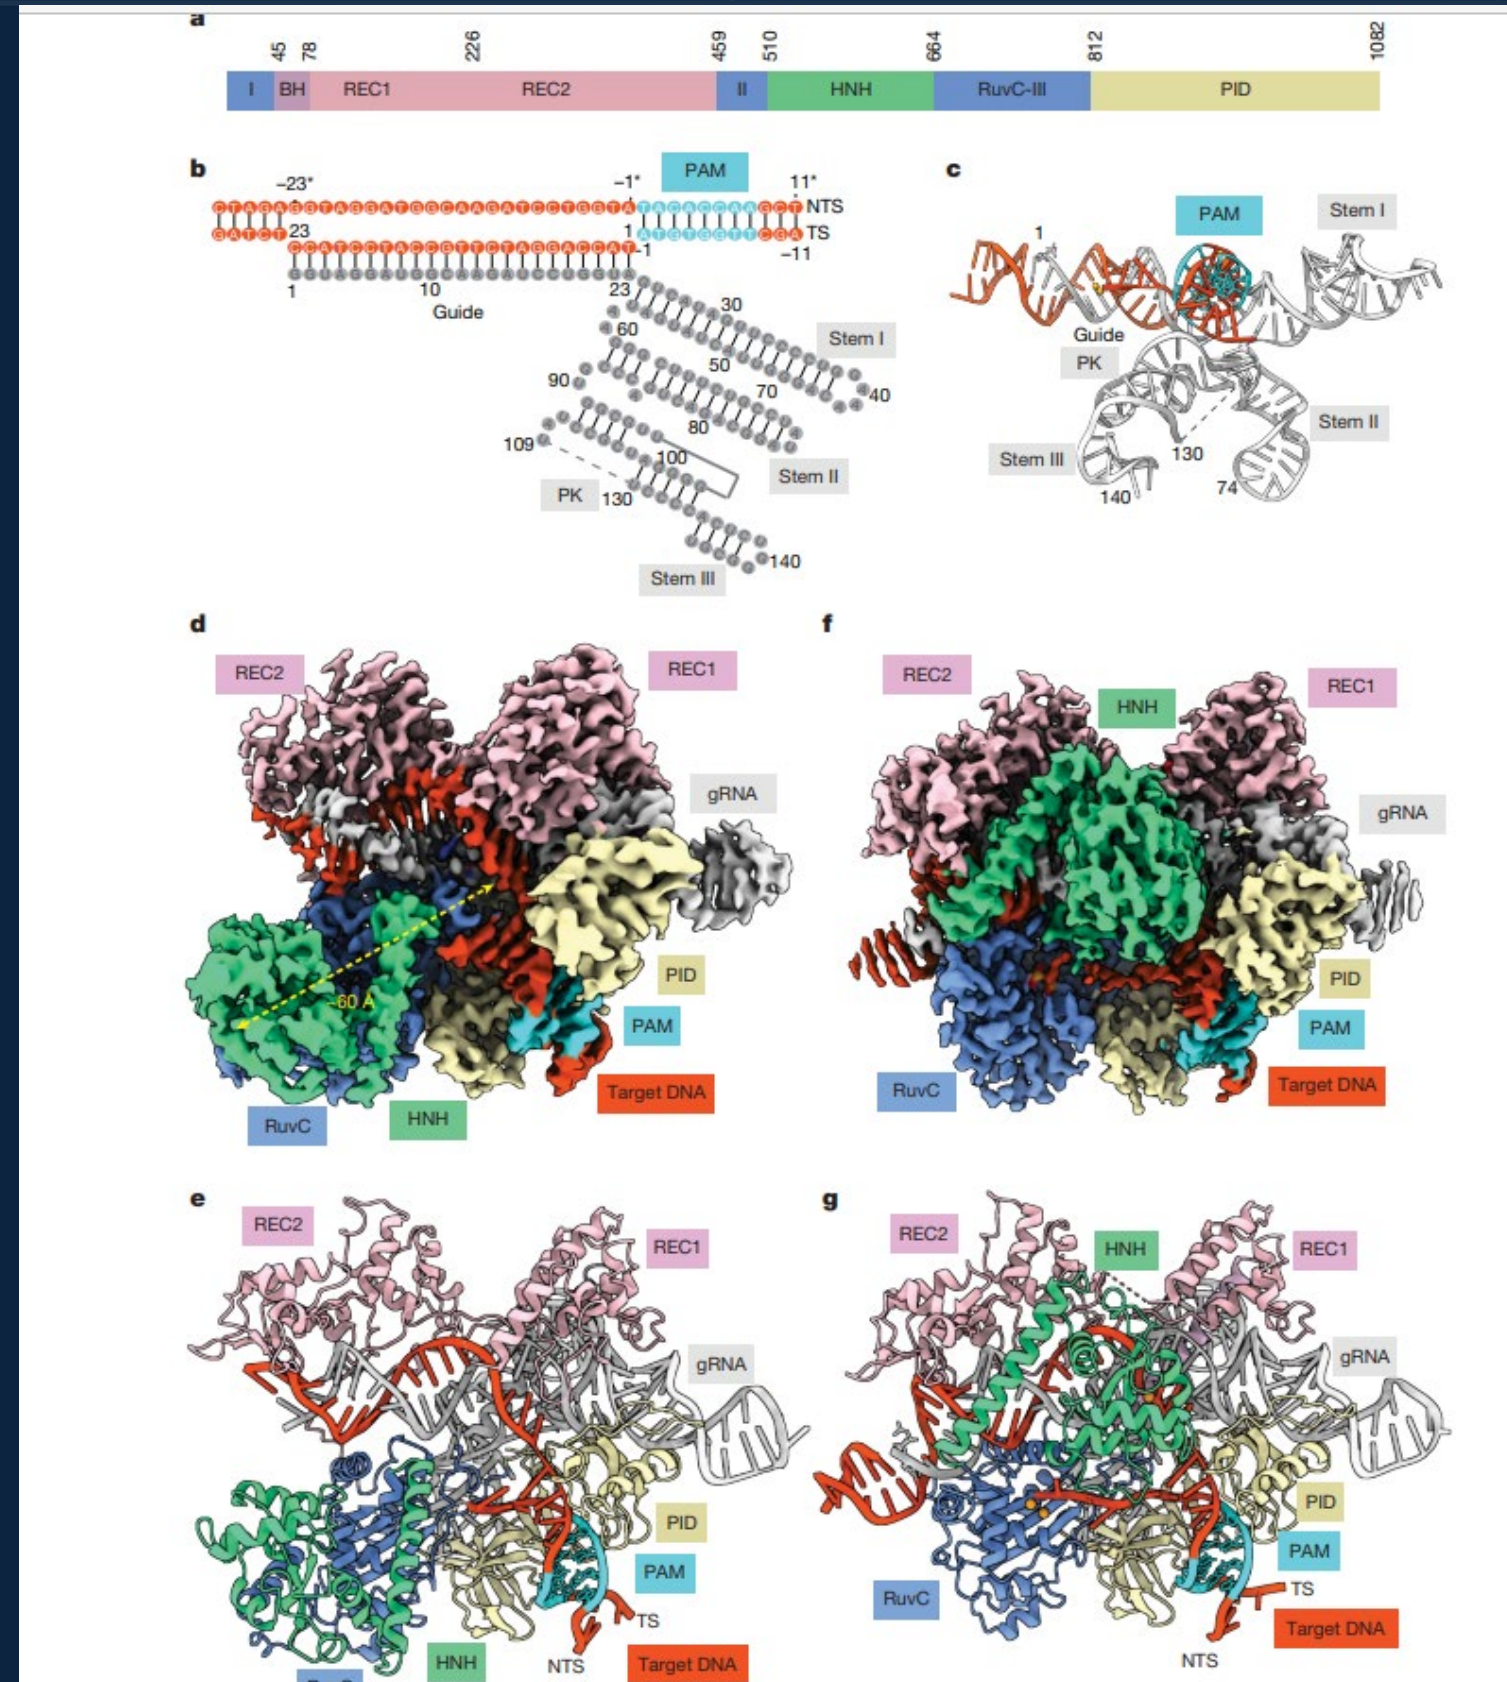 a
45 78 226 459 510 664 812 1082
I BH REC1 REC2 II HNH RuvC-III PID
b
PAM
–23* –1* 11*
CTAGAGGTAGGATGGCAAGATCCTGGTATACACCAAGCT NTS
GATCT 23 1 ATGTGGTTCGA TS
CCATCCTACCGTTCTAGGACCAT –1 –11
GGUAGGAUGGCAAGAUCCUGGUA
1 10 23
Guide
30
60
Stem I
50
90
70
40
80
109
100
Stem II
PK 130
140
Stem III
c
PAM Stem I
1
Guide
PK
Stem II
Stem III 130
140 74
d
REC2 REC1
gRNA
~60 Å
PID
PAM
Target DNA
RuvC HNH
f
REC2 HNH REC1
gRNA
PID
PAM
RuvC Target DNA
e
REC2 REC1
gRNA
PID
PAM
TS
HNH NTS Target DNA
g
REC2 HNH REC1
gRNA
PID
PAM
RuvC TS
Target DNA
NTS